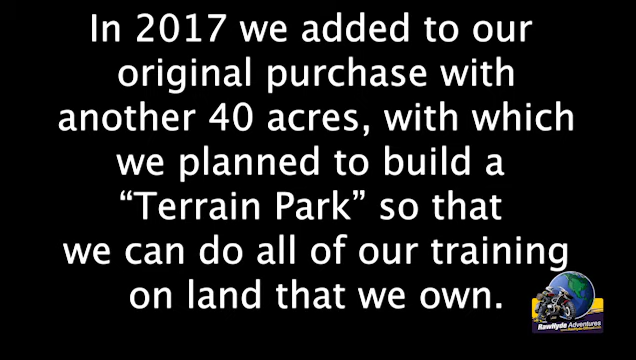 In 2017 we added to our
original purchase with
another 40 acres, with which
we planned to build a
“Terrain Park” so that
we can do all of our training
on land that we own.
RawHyde Adventures